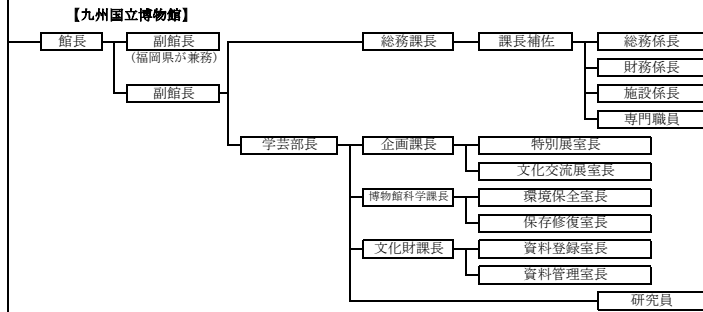 【九州国立博物館】
館長
副館長
(福岡県が兼務)
副館長
総務課長
課長補佐
総務係長
財務係長
施設係長
専門職員
学芸部長
企画課長
特別展室長
文化交流展室長
博物館科学課長
環境保全室長
保存修復室長
文化財課長
資料登録室長
資料管理室長
研究員